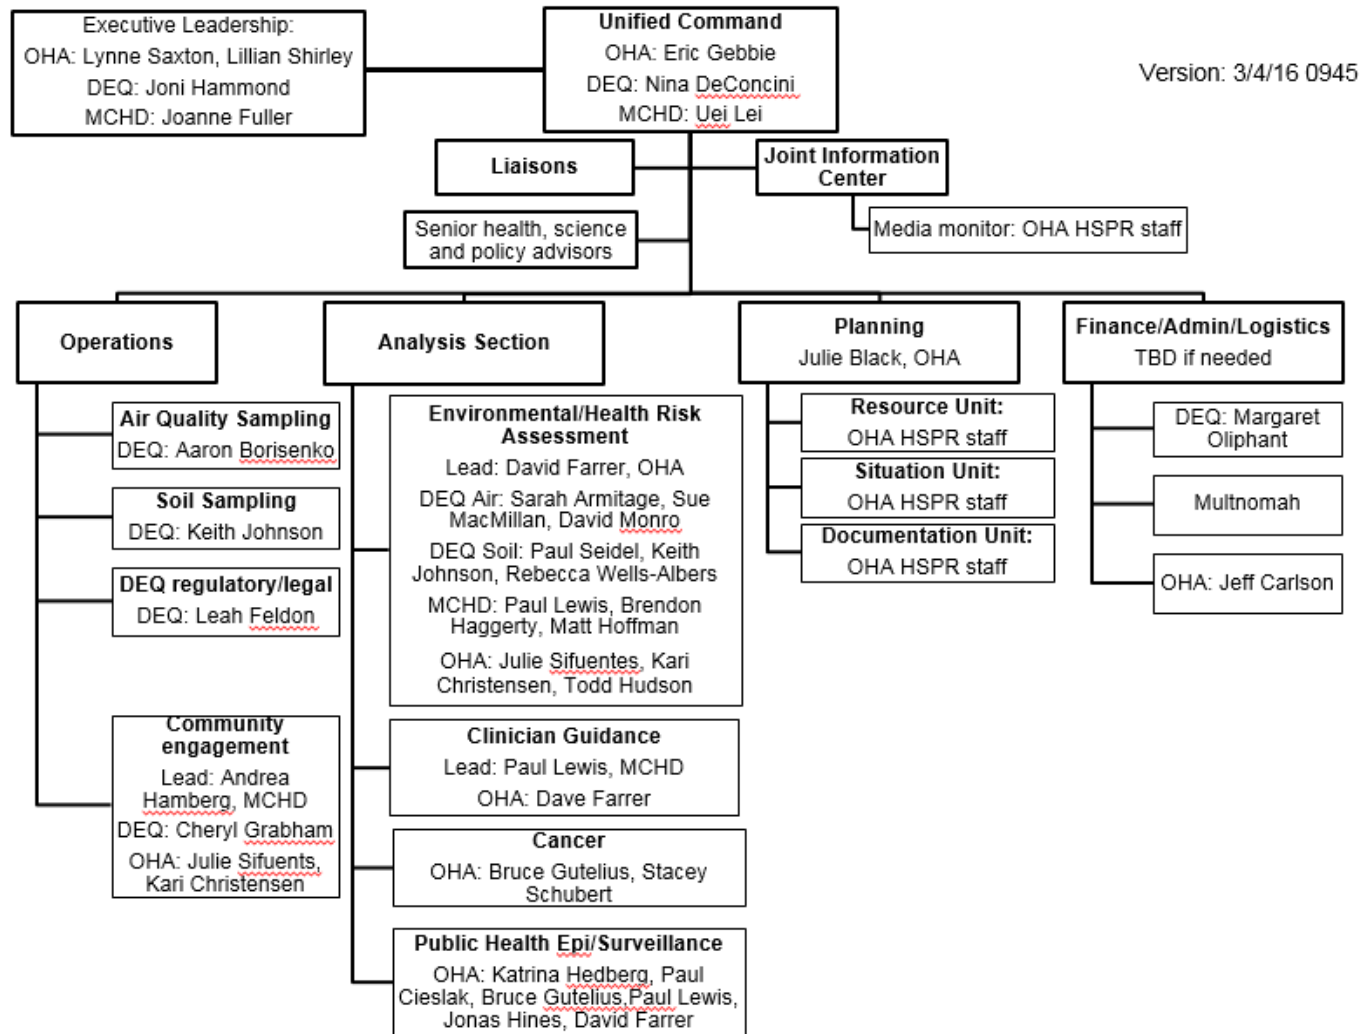 Executive Leadership:
OHA: Lynne Saxton, Lillian Shirley
DEQ: Joni Hammond
MCHD: Joanne Fuller
Unified Command
OHA: Eric Gebbie
DEQ: Nina DeConcini
MCHD: Uei Lei
Version: 3/4/16 0945
Liaisons
Joint Information
Center
Senior health, science
and policy advisors
Media monitor: OHA HSPR staff
Operations
Air Quality Sampling
DEQ: Aaron Borisenko
Soil Sampling
DEQ: Keith Johnson
DEQ regulatory/legal
DEQ: Leah Feldon
Community
engagement
Lead: Andrea
Hamberg, MCHD
DEQ: Cheryl Grabham
OHA: Julie Sifuents,
Kari Christensen
Analysis Section
Environmental/Health Risk
Assessment
Lead: David Farrer, OHA
DEQ Air: Sarah Armitage, Sue
MacMillan, David Monro
DEQ Soil: Paul Seidel, Keith
Johnson, Rebecca Wells-Albers
MCHD: Paul Lewis, Brendon
Haggerty, Matt Hoffman
OHA: Julie Sifuentes, Kari
Christensen, Todd Hudson
Clinician Guidance
Lead: Paul Lewis, MCHD
OHA: Dave Farrer
Cancer
OHA: Bruce Gutelius, Stacey
Schubert
Public Health Epi/Surveillance
OHA: Katrina Hedberg, Paul
Cieslak, Bruce Gutelius,Paul Lewis,
Jonas Hines, David Farrer
Planning
Julie Black, OHA
Resource Unit:
OHA HSPR staff
Situation Unit:
OHA HSPR staff
Documentation Unit:
OHA HSPR staff
Finance/Admin/Logistics
TBD if needed
DEQ: Margaret
Oliphant
Multnomah
OHA: Jeff Carlson